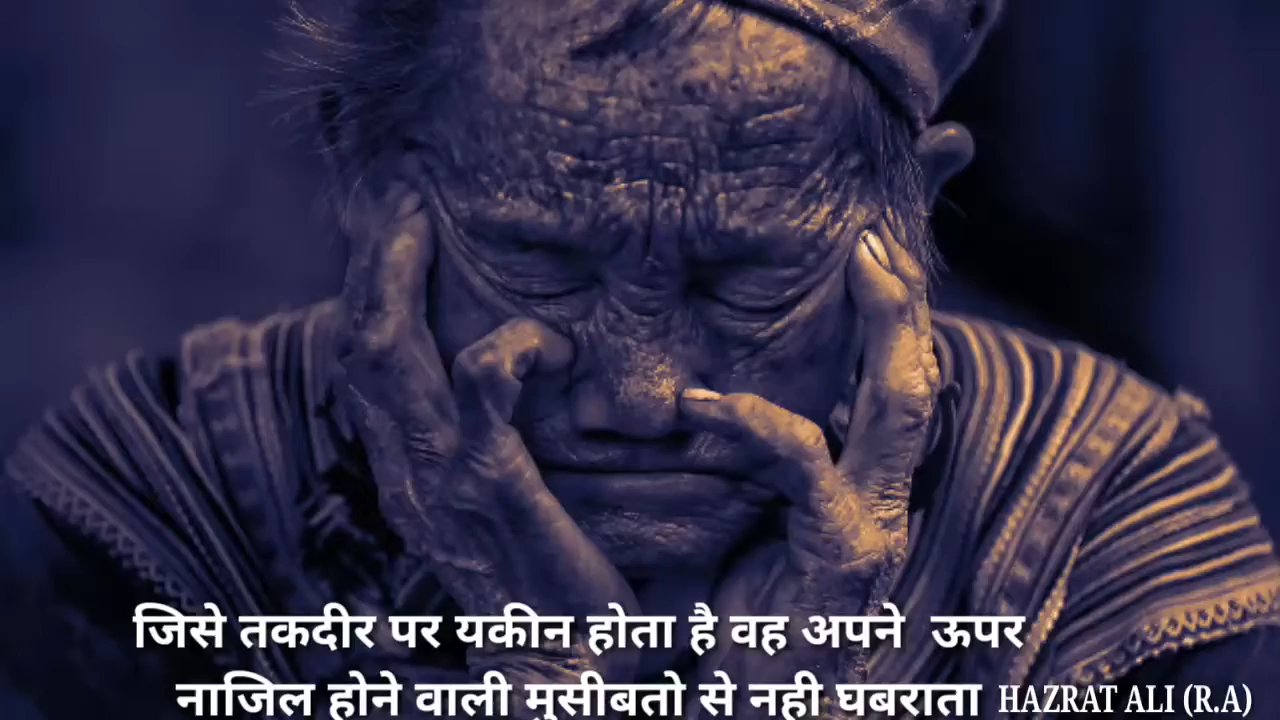 जिसे तकदीर पर यकीन होता है वह अपने ऊपर
नाजिल होने वाली मुसीबतो से नही घबराता HAZRAT ALI (R.A)